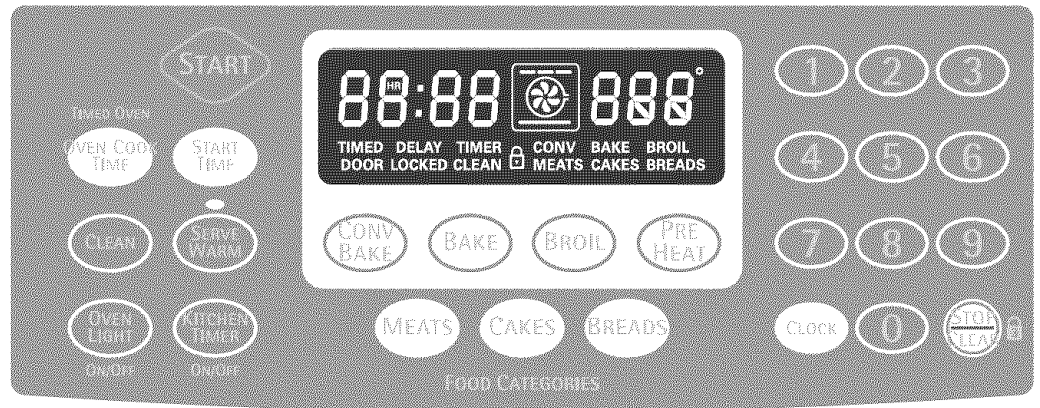 START
TIMED OVEN
OVEN COOK TIME
START TIME
CLEAN
SERVE WARM
OVEN LIGHT
ON/OFF
KITCHEN TIMER
ON/OFF
88:88 888°
HR
TIMED DELAY TIMER CONV BAKE BROIL
DOOR LOCKED CLEAN MEATS CAKES BREADS
CONV BAKE
BAKE
BROIL
PRE HEAT
MEATS
CAKES
BREADS
FOOD CATEGORIES
1 2 3
4 5 6
7 8 9
CLOCK
0
STOP
CLEAR